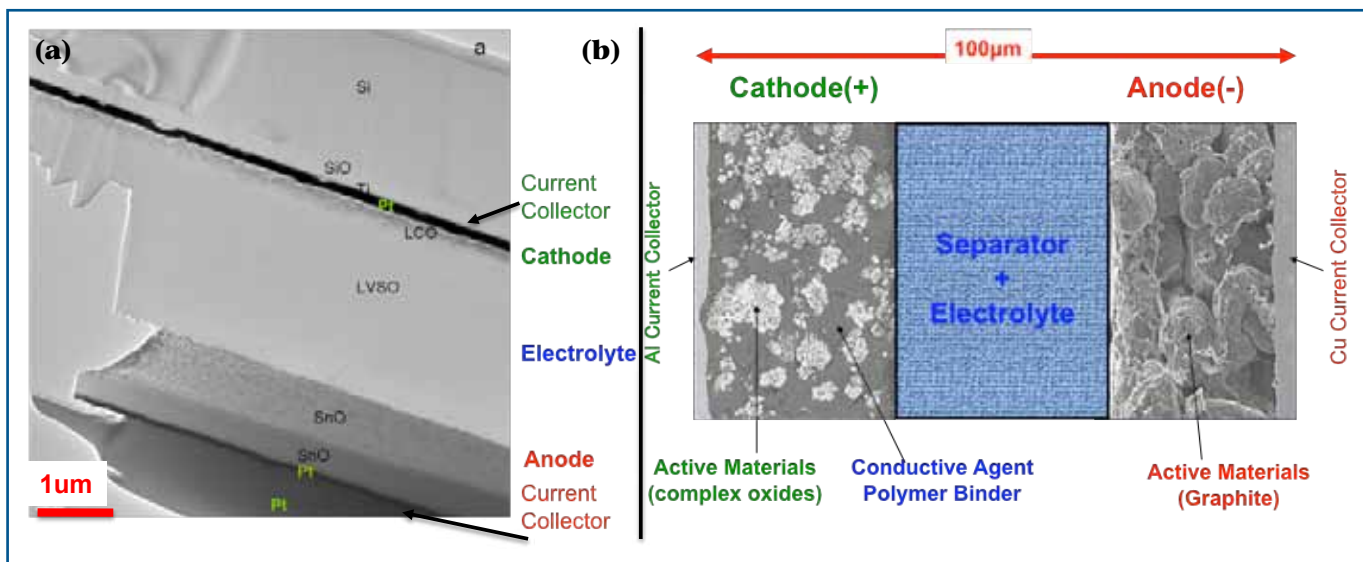 (a)
a
Si
SiO
Ti
Pt
LCO
LVSO
SnO
SnO
Pt
Pt
1um
Current
Collector
Cathode
Electrolyte
Anode
Current
Collector
(b)
100μm
Cathode(+)
Anode(-)
Al Current Collector
Separator
+
Electrolyte
Cu Current Collector
Active Materials
(complex oxides)
Conductive Agent
Polymer Binder
Active Materials
(Graphite)